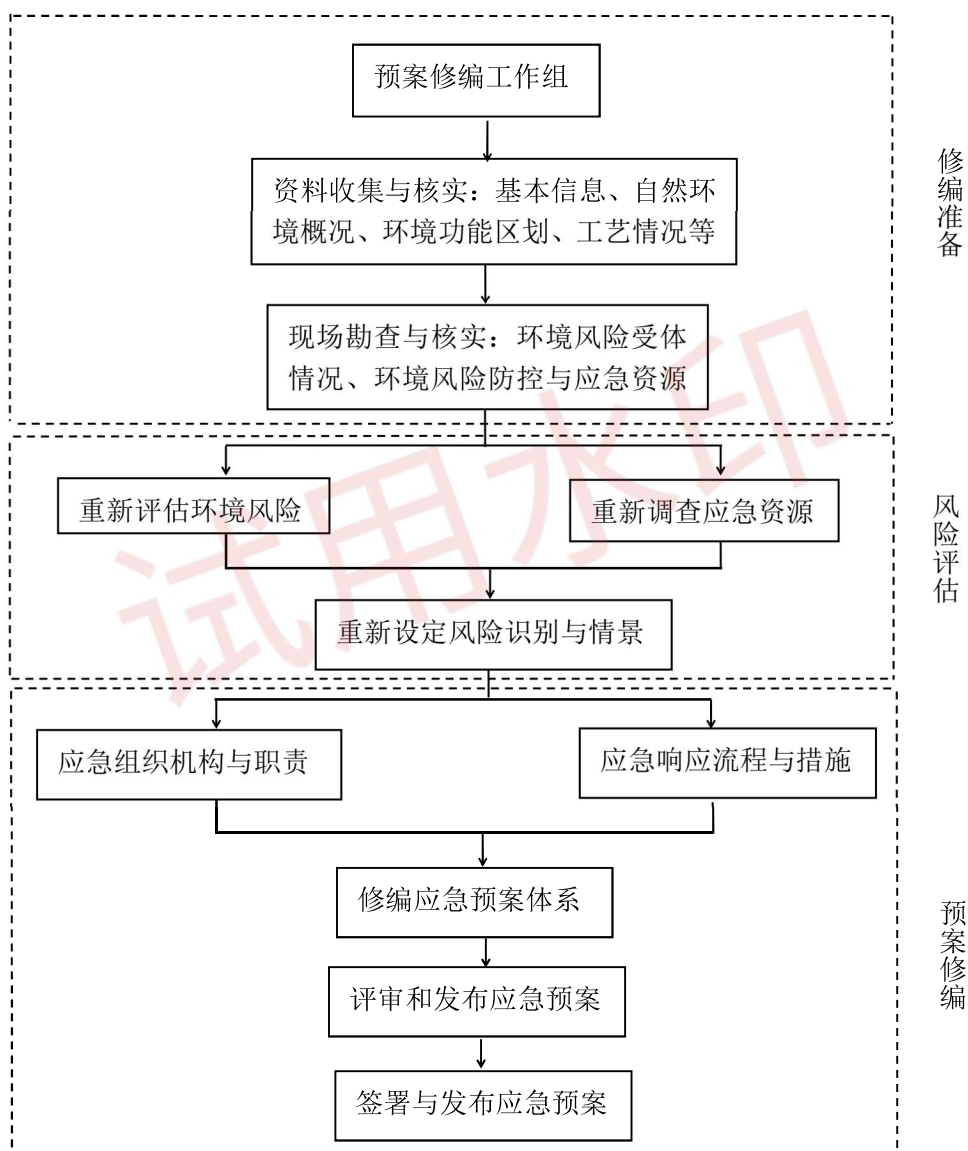 预案修编工作组
资料收集与核实：基本信息、自然环
境概况、环境功能区划、工艺情况等
现场勘查与核实：环境风险受体
情况、环境风险防控与应急资源
修编准备
重新评估环境风险
重新调查应急资源
重新设定风险识别与情景
风险评估
应急组织机构与职责
应急响应流程与措施
修编应急预案体系
评审和发布应急预案
签署与发布应急预案
预案修编
试用水印